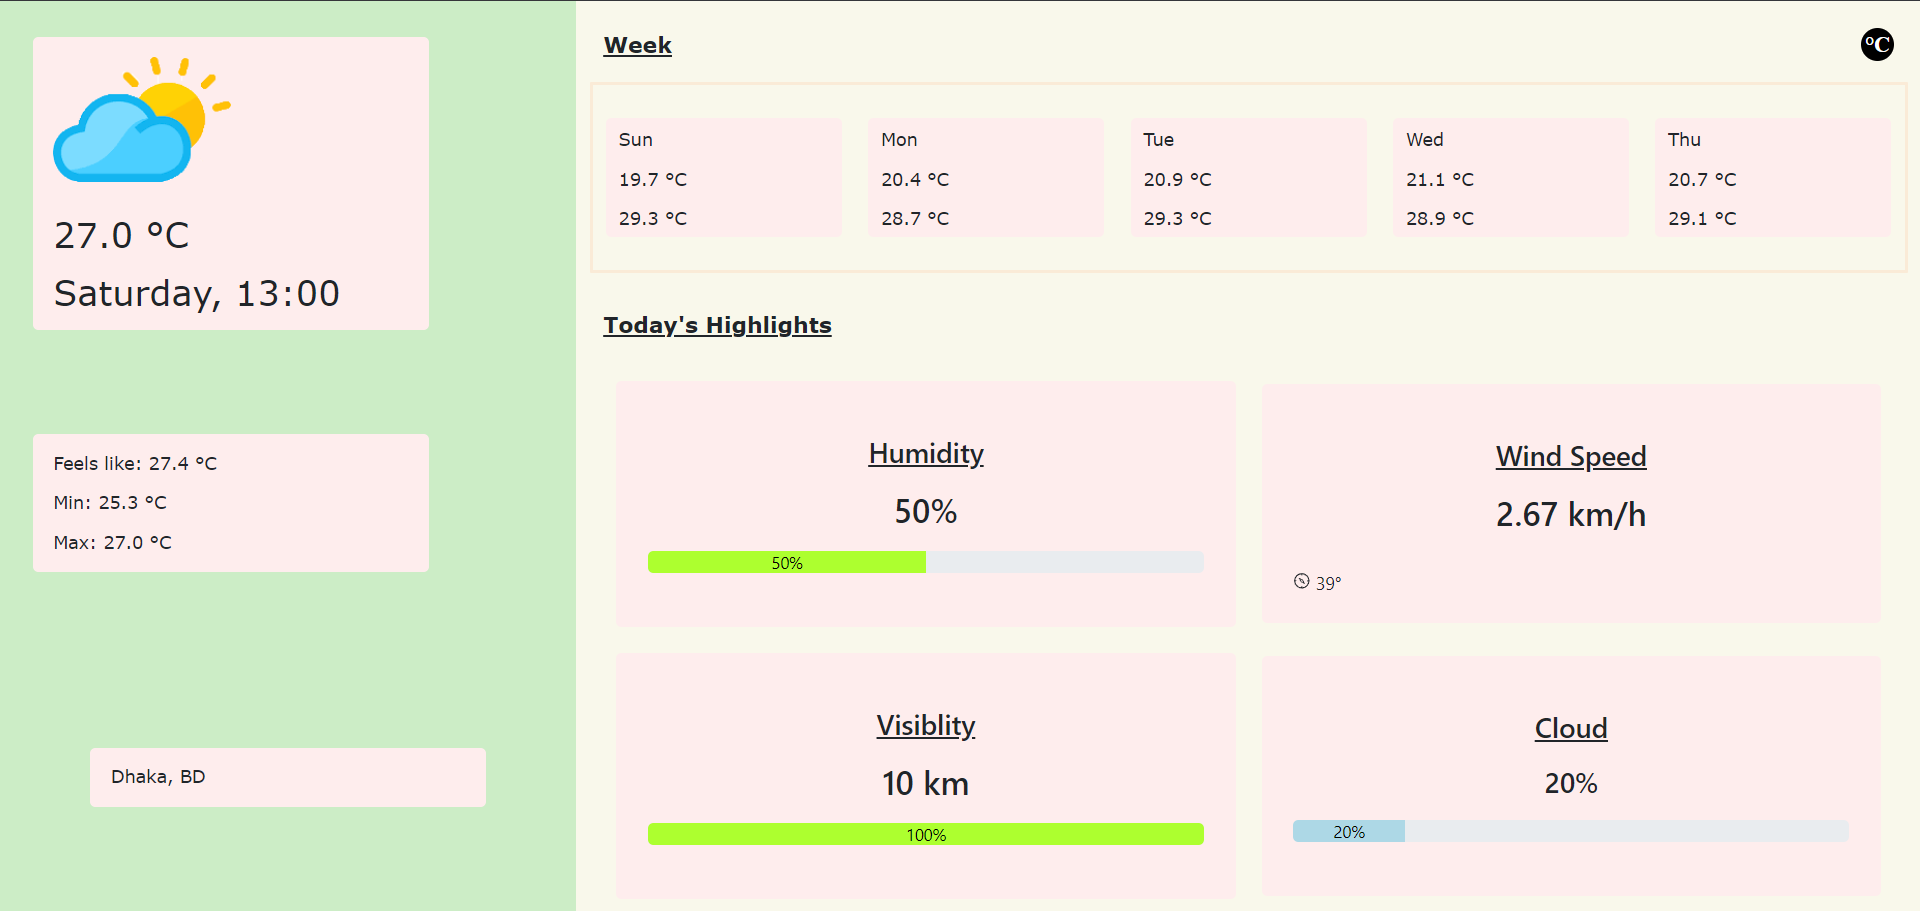 27.0 °C
Saturday, 13:00
Feels like: 27.4 °C
Min: 25.3 °C
Max: 27.0 °C
Dhaka, BD
Week
°C
Sun
19.7 °C
29.3 °C
Mon
20.4 °C
28.7 °C
Tue
20.9 °C
29.3 °C
Wed
21.1 °C
28.9 °C
Thu
20.7 °C
29.1 °C
Today's Highlights
Humidity
50%
50%
Wind Speed
2.67 km/h
39°
Visiblity
10 km
100%
Cloud
20%
20%